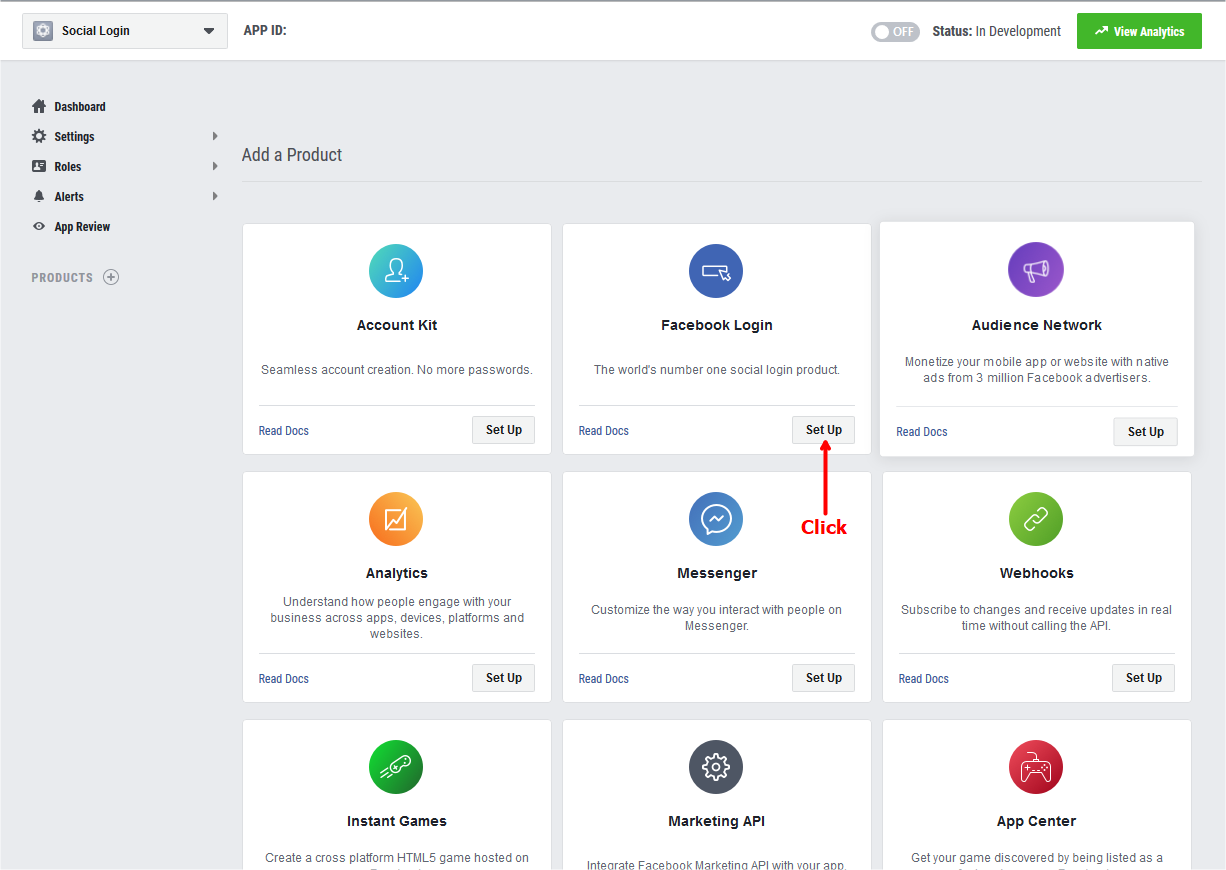 Social Login
APP ID:
OFF
Status: In Development
View Analytics
Dashboard
Settings
Roles
Alerts
App Review
PRODUCTS
Add a Product
Account Kit
Seamless account creation. No more passwords.
Read Docs
Set Up
Facebook Login
The world's number one social login product.
Read Docs
Set Up
Click
Audience Network
Monetize your mobile app or website with native
ads from 3 million Facebook advertisers.
Read Docs
Set Up
Analytics
Understand how people engage with your
business across apps, devices, platforms and
websites.
Read Docs
Set Up
Messenger
Customize the way you interact with people on
Messenger.
Read Docs
Set Up
Webhooks
Subscribe to changes and receive updates in real
time without calling the API.
Read Docs
Set Up
Instant Games
Create a cross platform HTML5 game hosted on
Marketing API
Integrate Facebook Marketing API with your app.
App Center
Get your game discovered by being listed as a